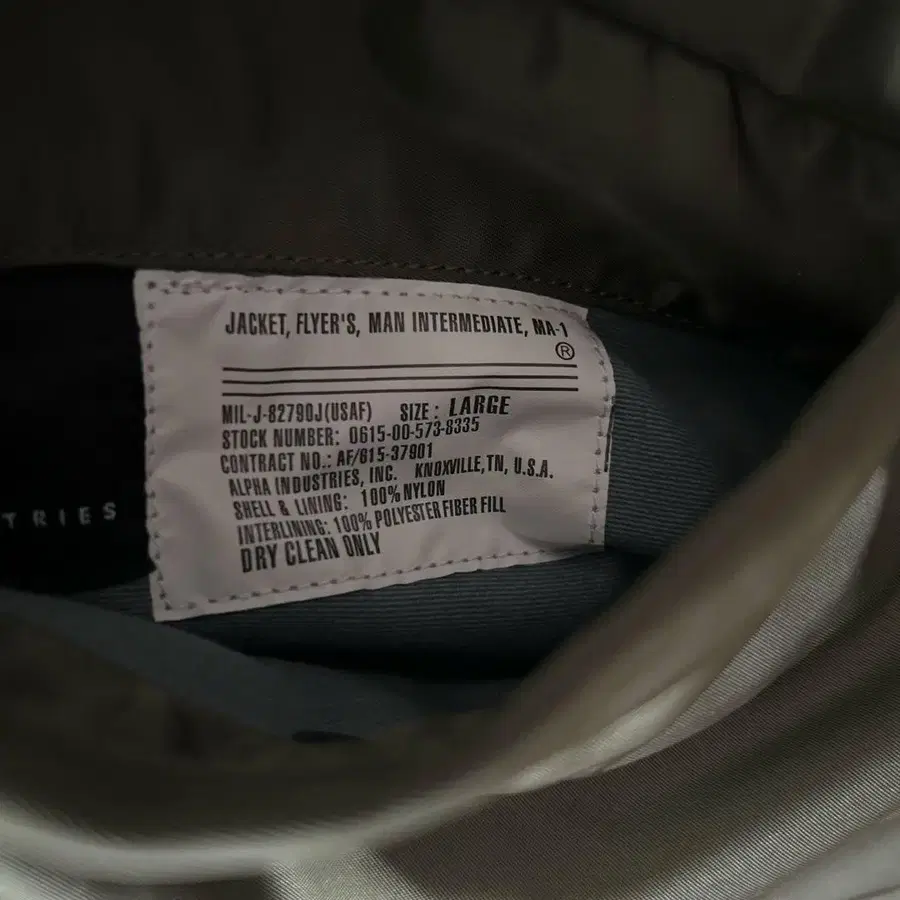 JACKET, FLYER'S, MAN INTERMEDIATE, MA-1
®
MIL-J-82790J(USAF) SIZE: LARGE
STOCK NUMBER: 0615-00-573-8335
CONTRACT NO.: AF/615-37901
ALPHA INDUSTRIES, INC. KNOXVILLE, TN, U.S.A.
SHELL & LINING: 100% NYLON
INTERLINING: 100% POLYESTER FIBER FILL
DRY CLEAN ONLY
TRIES